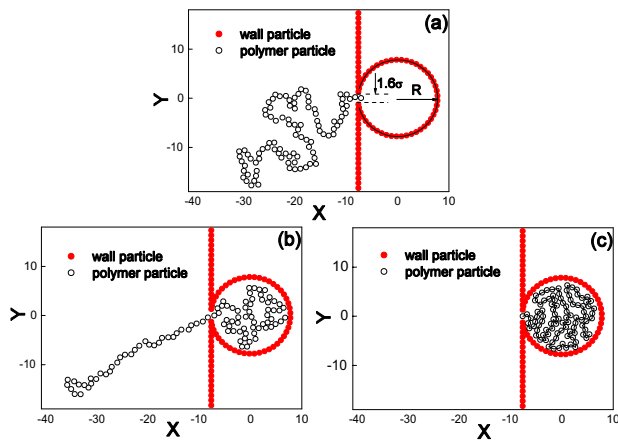 (a)
wall particle
polymer particle
1.6σ
R
Y
10
0
-10
-40 -30 -20 -10 0 10
X
(b)
wall particle
polymer particle
Y
10
0
-10
-40 -30 -20 -10 0 10
X
(c)
wall particle
polymer particle
Y
10
0
-10
-40 -30 -20 -10 0 10
X